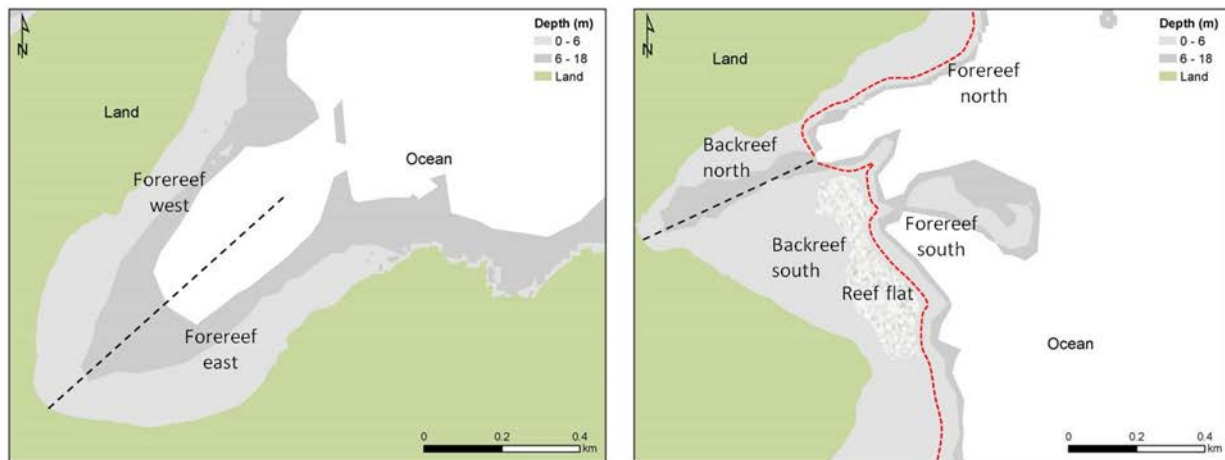 N
Depth (m)
0 - 6
6 - 18
Land
Land
Forereef
west
Ocean
Forereef
east
0
0.2
0.4
km
N
Depth (m)
0 - 6
6 - 18
Land
Land
Forereef
north
Backreef
north
Forereef
south
Backreef
south
Reef flat
Ocean
0
0.2
0.4
km